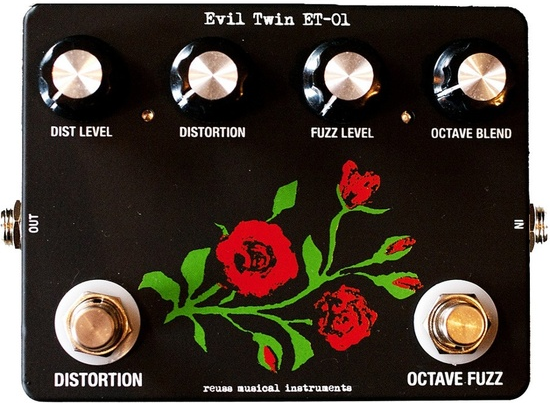 Evil Twin ET-01
DIST LEVEL
DISTORTION
FUZZ LEVEL
OCTAVE BLEND
OUT
IN
DISTORTION
OCTAVE FUZZ
reuss musical instruments